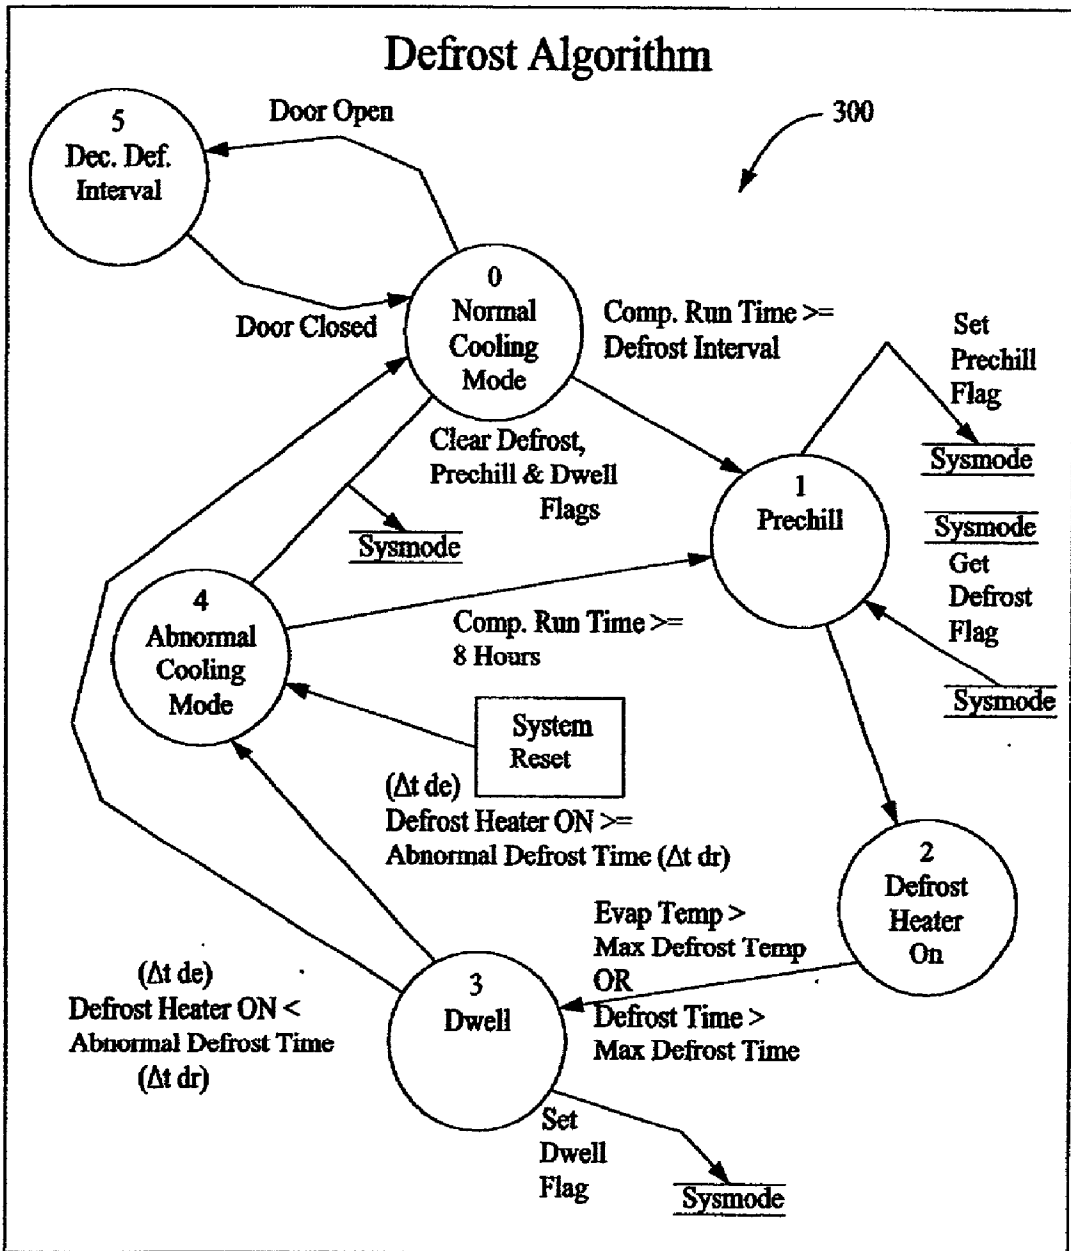 Defrost Algorithm
300
Door Open
5
Dec. Def.
Interval
Door Closed
0
Normal
Cooling
Mode
Comp. Run Time >=
Defrost Interval
Set
Prechill
Flag
Sysmode
Clear Defrost,
Prechill & Dwell
Flags
Sysmode
1
Prechill
Sysmode
Get
Defrost
Flag
Sysmode
4
Abnormal
Cooling
Mode
Comp. Run Time >=
8 Hours
System
Reset
(Δt de)
Defrost Heater ON >=
Abnormal Defrost Time (Δt dr)
2
Defrost
Heater
On
Evap Temp >
Max Defrost Temp
OR
Defrost Time >
Max Defrost Time
3
Dwell
(Δt de)
Defrost Heater ON <
Abnormal Defrost Time
(Δt dr)
Set
Dwell
Flag
Sysmode